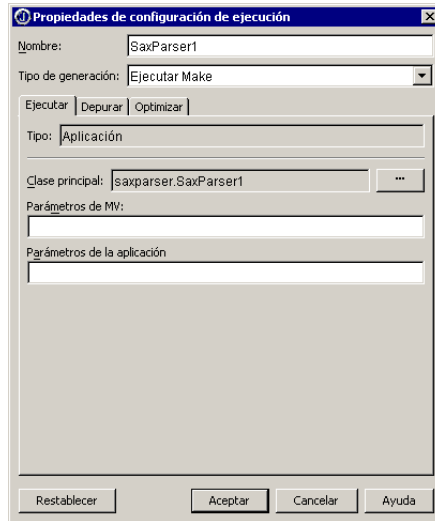 Propiedades de configuración de ejecución
Nombre: SaxParser1
Tipo de generación: Ejecutar Make
Ejecutar Depurar Optimizar
Tipo: Aplicación
Clase principal: saxparser.SaxParser1 ...
Parámetros de MV:
Parámetros de la aplicación
Restablecer Aceptar Cancelar Ayuda